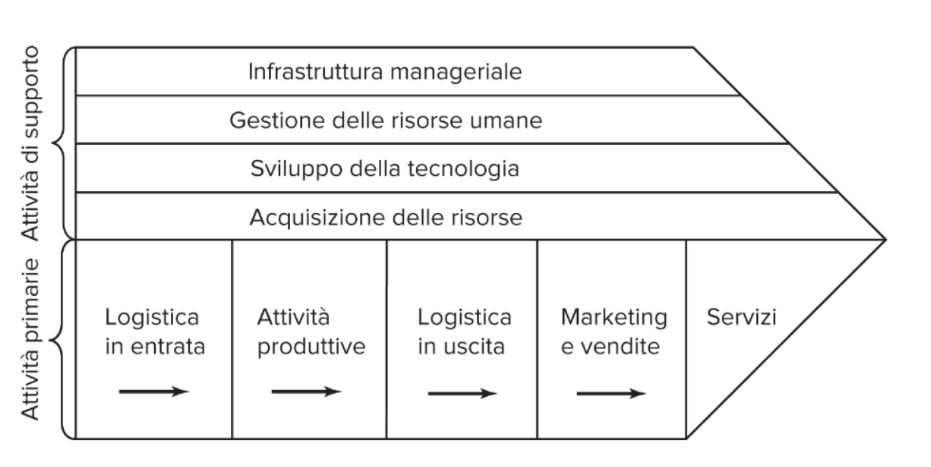 Attività di supporto
Infrastruttura manageriale
Gestione delle risorse umane
Sviluppo della tecnologia
Acquisizione delle risorse
Attività primarie
Logistica
in entrata
Attività
produttive
Logistica
in uscita
Marketing
e vendite
Servizi